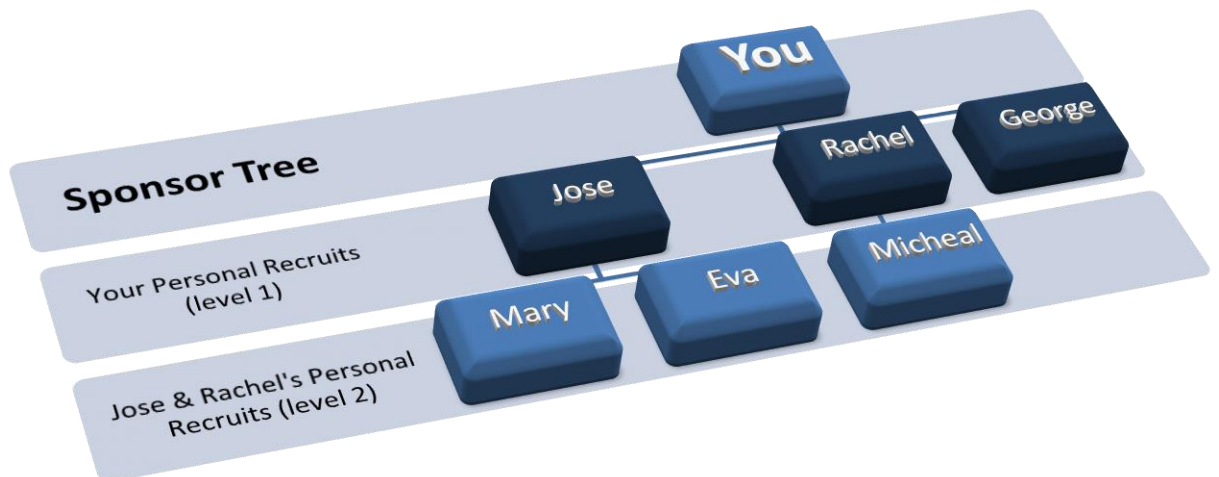 You
Sponsor Tree
Jose
Rachel
George
Your Personal Recruits
(level 1)
Mary
Eva
Micheal
Jose & Rachel's Personal
Recruits (level 2)